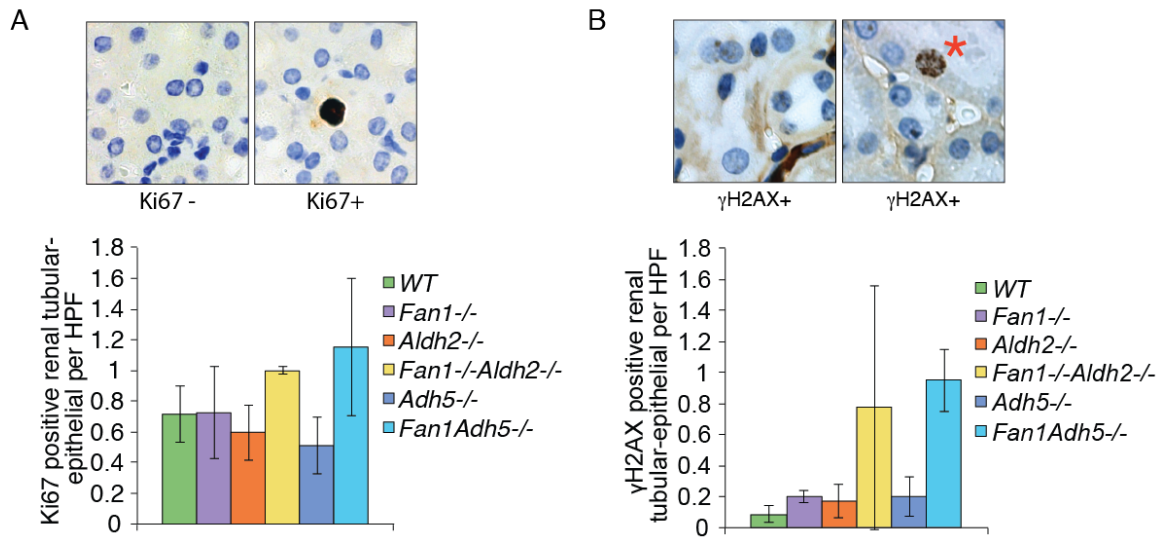 A
Ki67 -
Ki67+
Ki67 positive renal tubular-
epithelial per HPF
1.8
1.6
1.4
1.2
1
0.8
0.6
0.4
0.2
0
WT
Fan1-/-
Aldh2-/-
Fan1-/-Aldh2-/-
Adh5-/-
Fan1Adh5-/-
B
*
γH2AX+
γH2AX+
γH2AX positive renal
tubular-epithelial per HPF
1.8
1.6
1.4
1.2
1
0.8
0.6
0.4
0.2
0
WT
Fan1-/-
Aldh2-/-
Fan1-/-Aldh2-/-
Adh5-/-
Fan1Adh5-/-